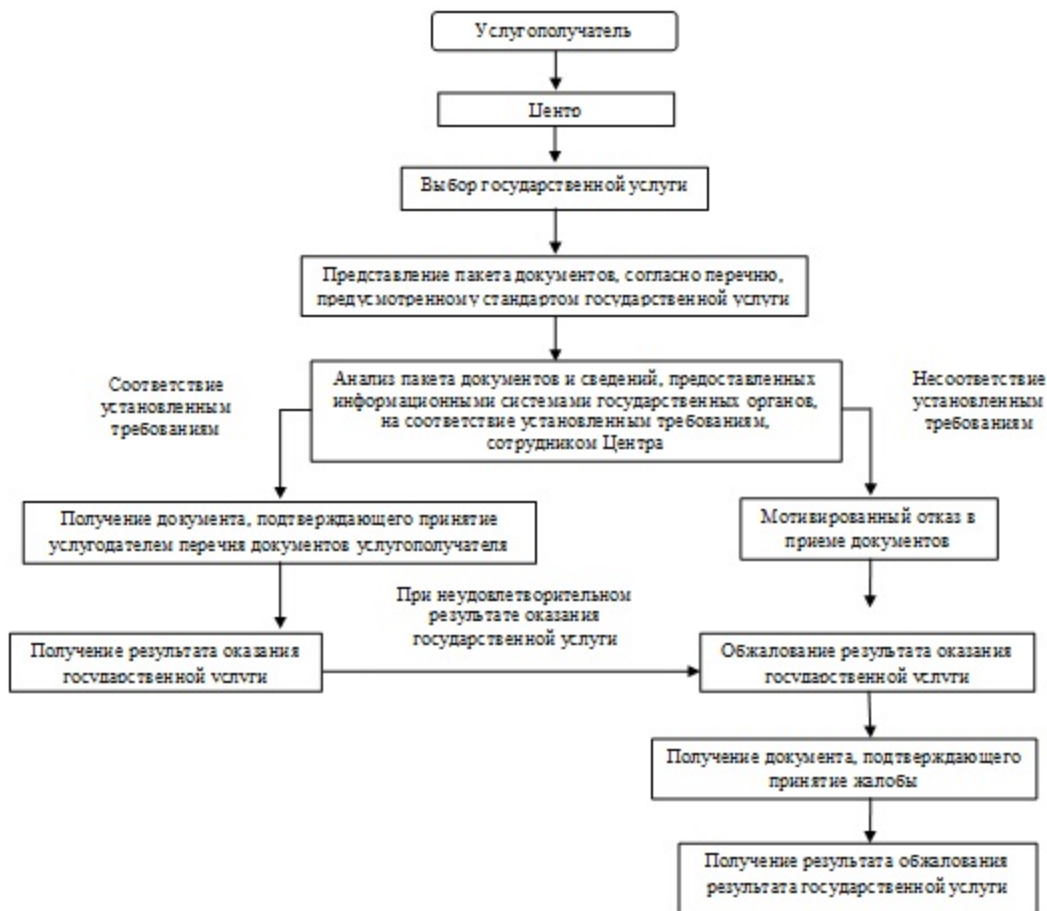 Услугополучатель
Центр
Выбор государственной услуги
Представление пакета документов, согласно перечню,
предусмотренному стандартом государственной услуги
Соответствие
установленным
требованиям
Анализ пакета документов и сведений, предоставленных
информационными системами государственных органов,
на соответствие установленным требованиям,
сотрудником Центра
Несоответствие
установленным
требованиям
Получение документа, подтверждающего принятие
услугодателем перечня документов услугополучателя
Мотивированный отказ в
приеме документов
При неудовлетворительном
результате оказания
государственной услуги
Получение результата оказания
государственной услуги
Обжалование результата оказания
государственной услуги
Получение документа, подтверждающего
принятие жалобы
Получение результата обжалования
результата государственной услуги